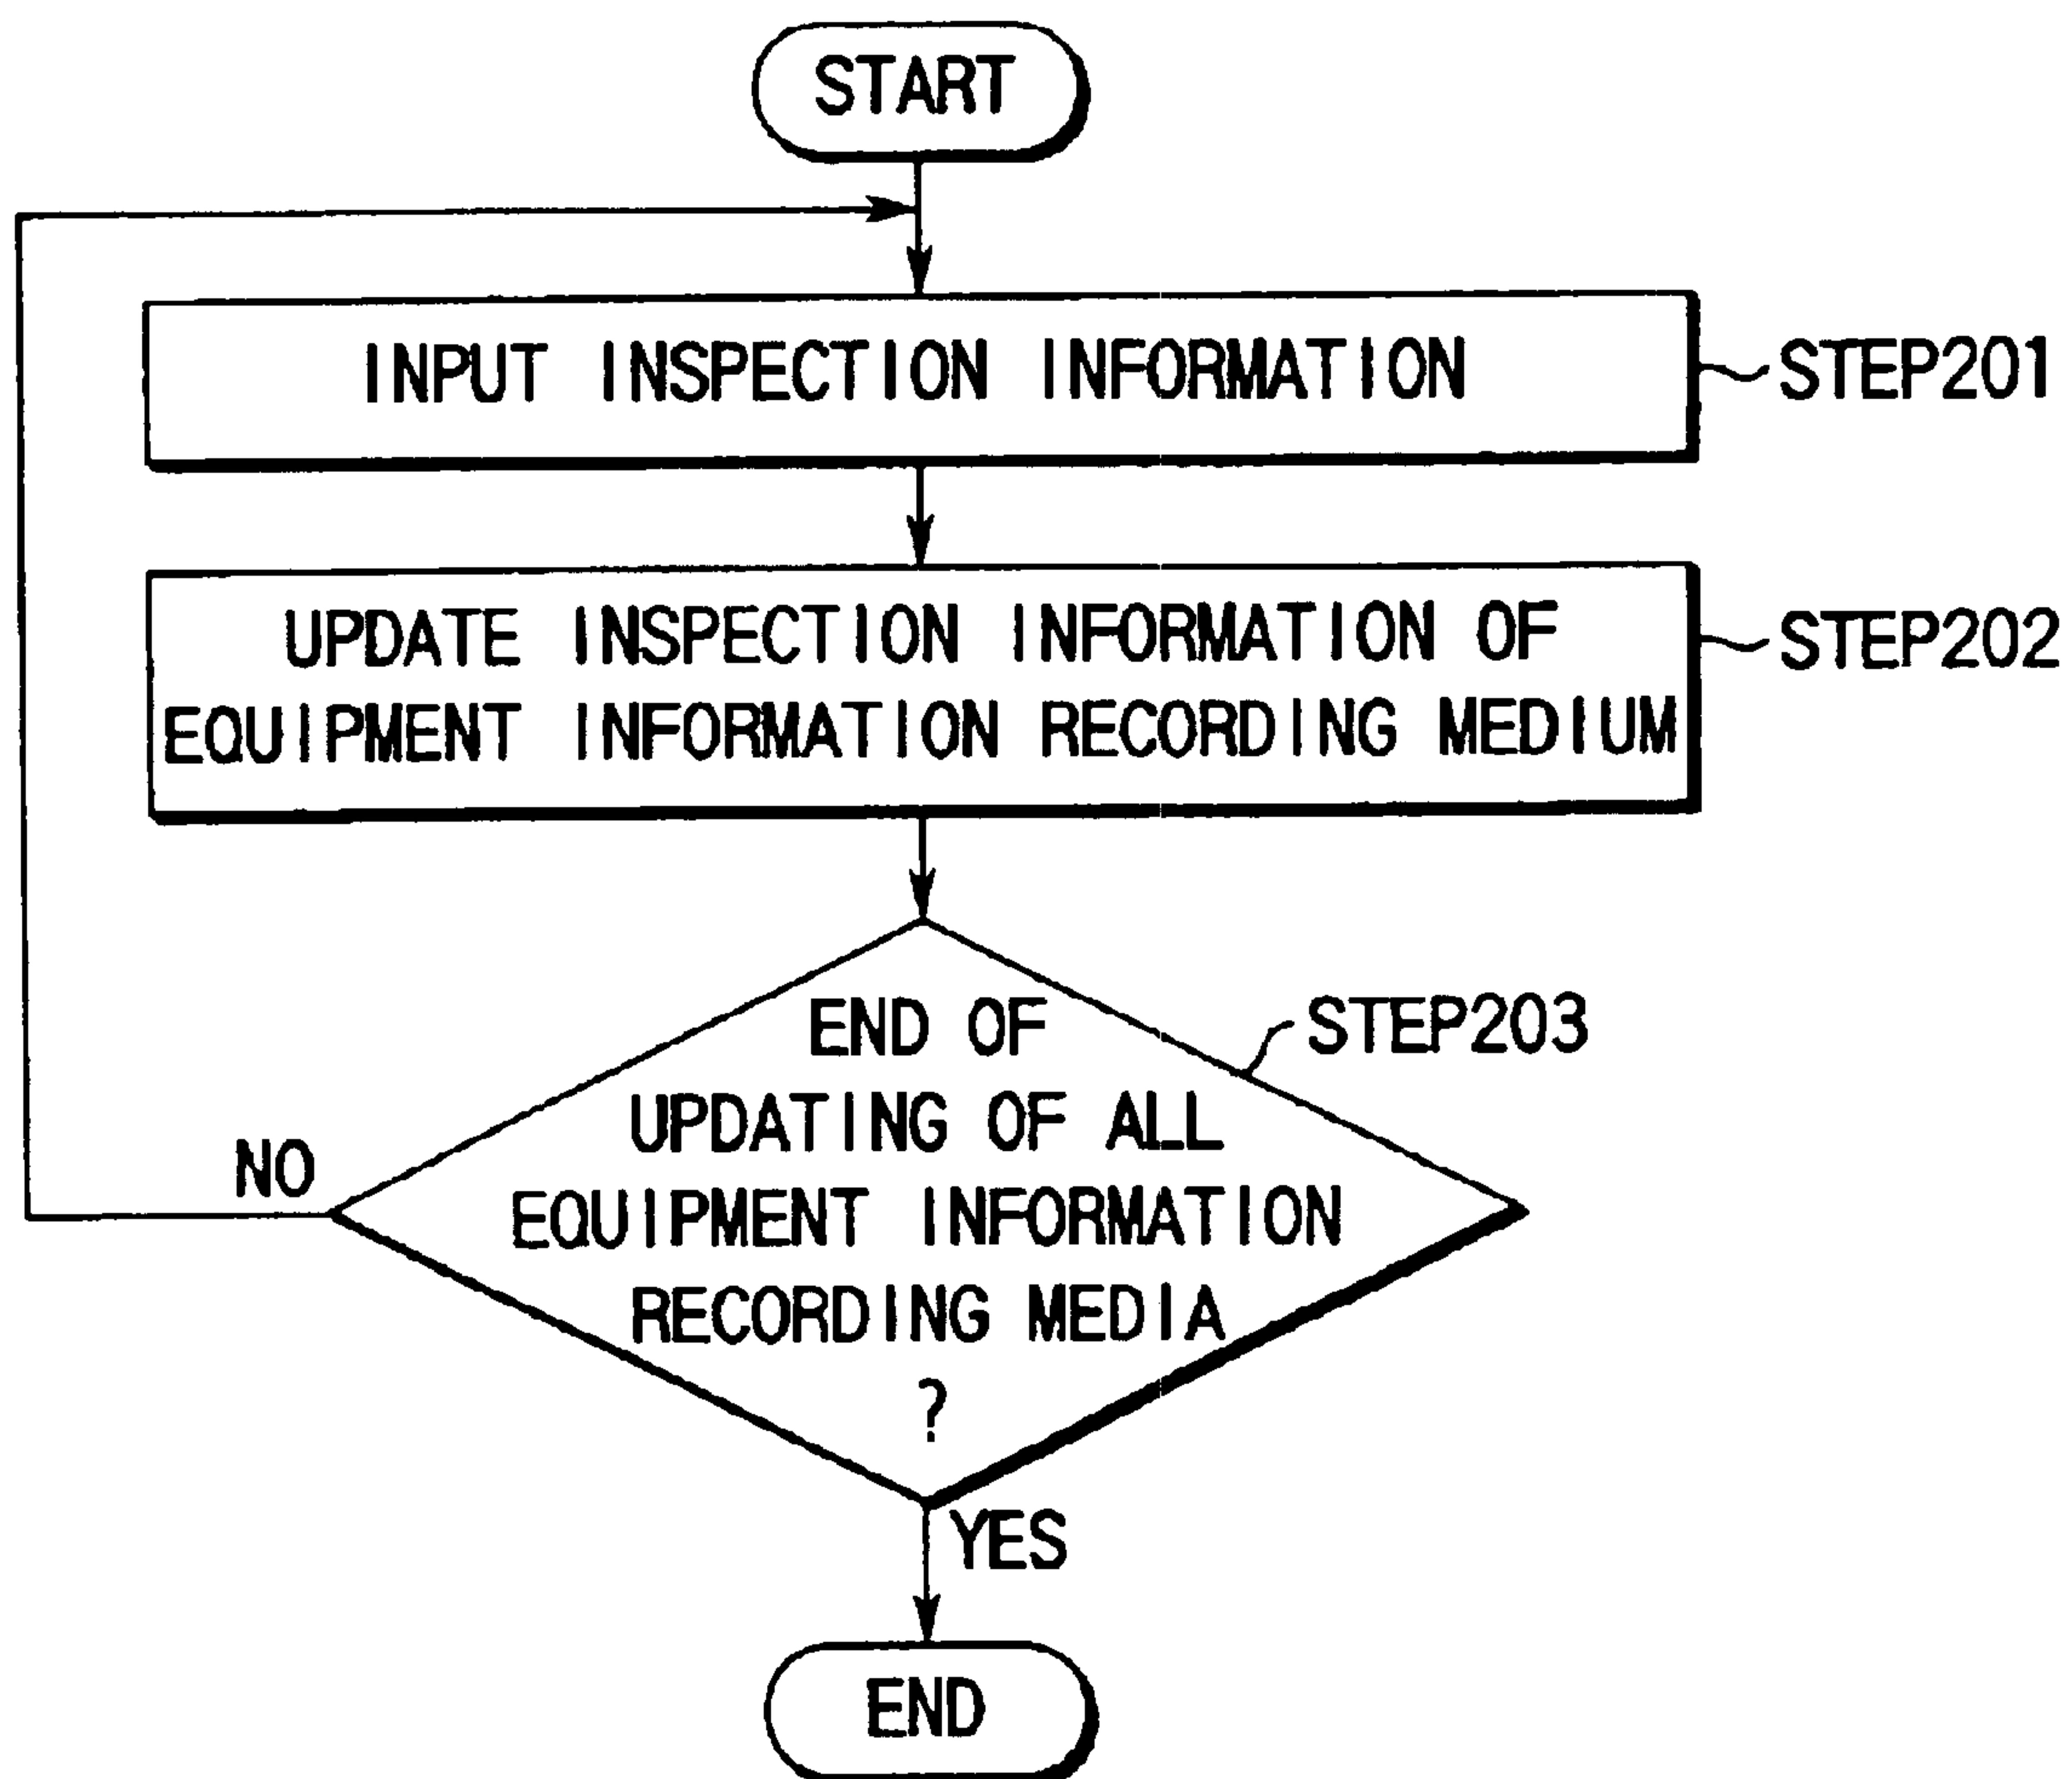 START
INPUT INSPECTION INFORMATION
STEP201
UPDATE INSPECTION INFORMATION OF
EQUIPMENT INFORMATION RECORDING MEDIUM
STEP202
END OF
UPDATING OF ALL
EQUIPMENT INFORMATION
RECORDING MEDIA
?
STEP203
NO
YES
END